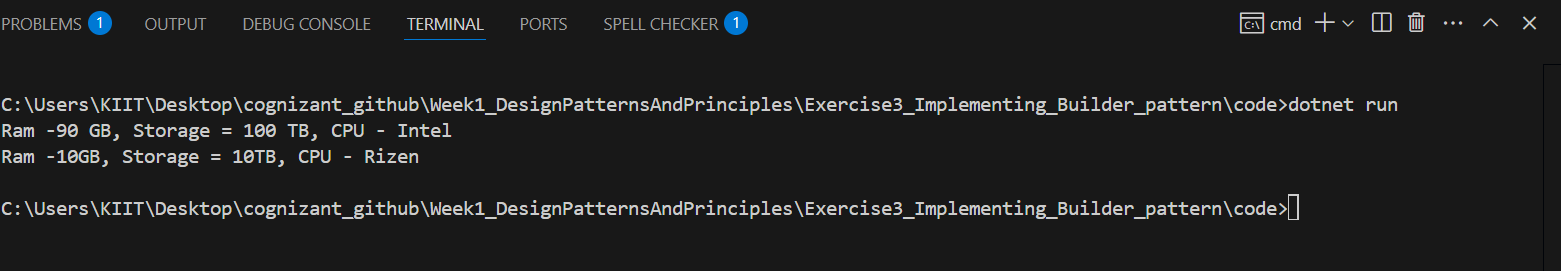 PROBLEMS 1 OUTPUT DEBUG CONSOLE TERMINAL PORTS SPELL CHECKER 1 cmd
C:\Users\KIIT\Desktop\cognizant_github\Week1_DesignPatternsAndPrinciples\Exercise3_Implementing_Builder_pattern\code>dotnet run
Ram -90 GB, Storage = 100 TB, CPU - Intel
Ram -10GB, Storage = 10TB, CPU - Rizen
C:\Users\KIIT\Desktop\cognizant_github\Week1_DesignPatternsAndPrinciples\Exercise3_Implementing_Builder_pattern\code>